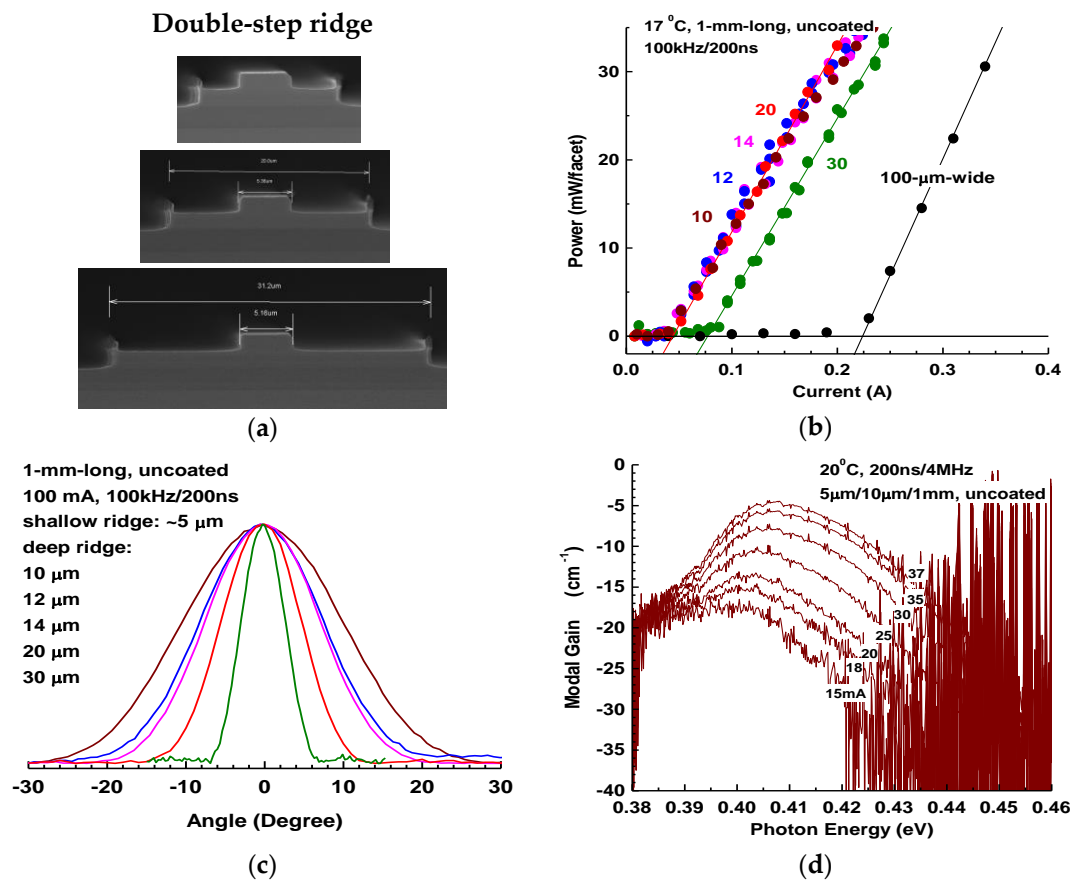 Double-step ridge
20.0um
5.38um
31.2um
5.16um
(a)
17 °C, 1-mm-long, uncoated,
100kHz/200ns
20
14
12
10
30
100-μm-wide
Power (mW/facet)
30
20
10
0
0.0 0.1 0.2 0.3 0.4
Current (A)
(b)
1-mm-long, uncoated
100 mA, 100kHz/200ns
shallow ridge: ~5 μm
deep ridge:
10 μm
12 μm
14 μm
20 μm
30 μm
-30 -20 -10 0 10 20 30
Angle (Degree)
(c)
20°C, 200ns/4MHz
5μm/10μm/1mm, uncoated
Modal Gain (cm⁻¹)
0
-5
-10
-15
-20
-25
-30
-35
-40
37
35
30
25
20
18
15mA
0.38 0.39 0.40 0.41 0.42 0.43 0.44 0.45 0.46
Photon Energy (eV)
(d)